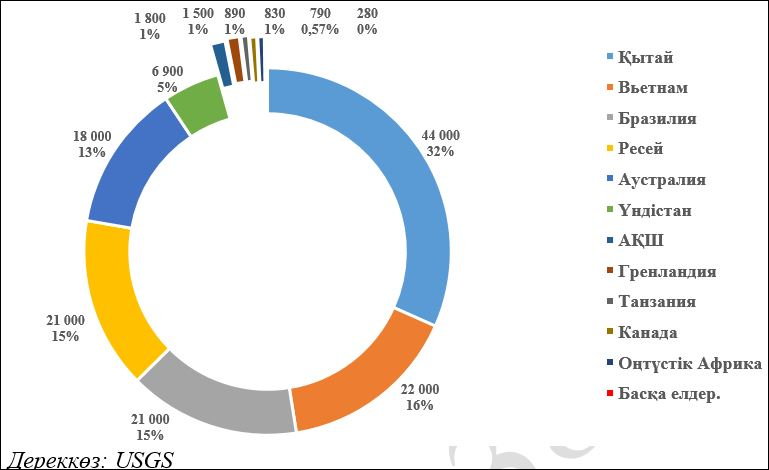 1 800
1%
1 500
1%
890
1%
830
1%
790
0,57%
280
0%
6 900
5%
18 000
13%
44 000
32%
21 000
15%
21 000
15%
22 000
16%
Қытай
Вьетнам
Бразилия
Ресей
Аустралия
Үндістан
АҚШ
Гренландия
Танзания
Канада
Оңтүстік Африка
Басқа елдер.
Дереккөз: USGS